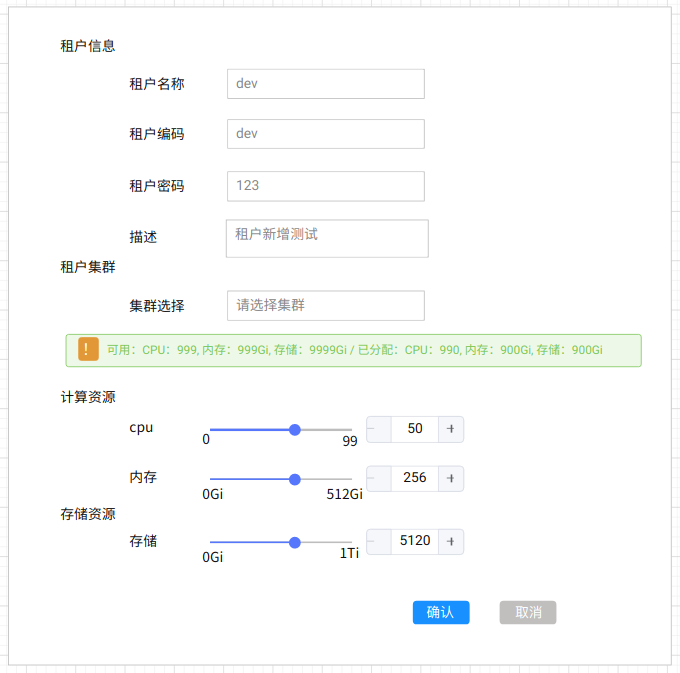 租户信息
租户名称 dev
租户编码 dev
租户密码 123
描述 租户新增测试
租户集群
集群选择 请选择集群
! 可用：CPU：999, 内存：999Gi, 存储：9999Gi / 已分配：CPU：990, 内存：900Gi, 存储：900Gi
计算资源
cpu 0 99 − 50 +
内存 0Gi 512Gi − 256 +
存储资源
存储 0Gi 1Ti − 5120 +
确认 取消